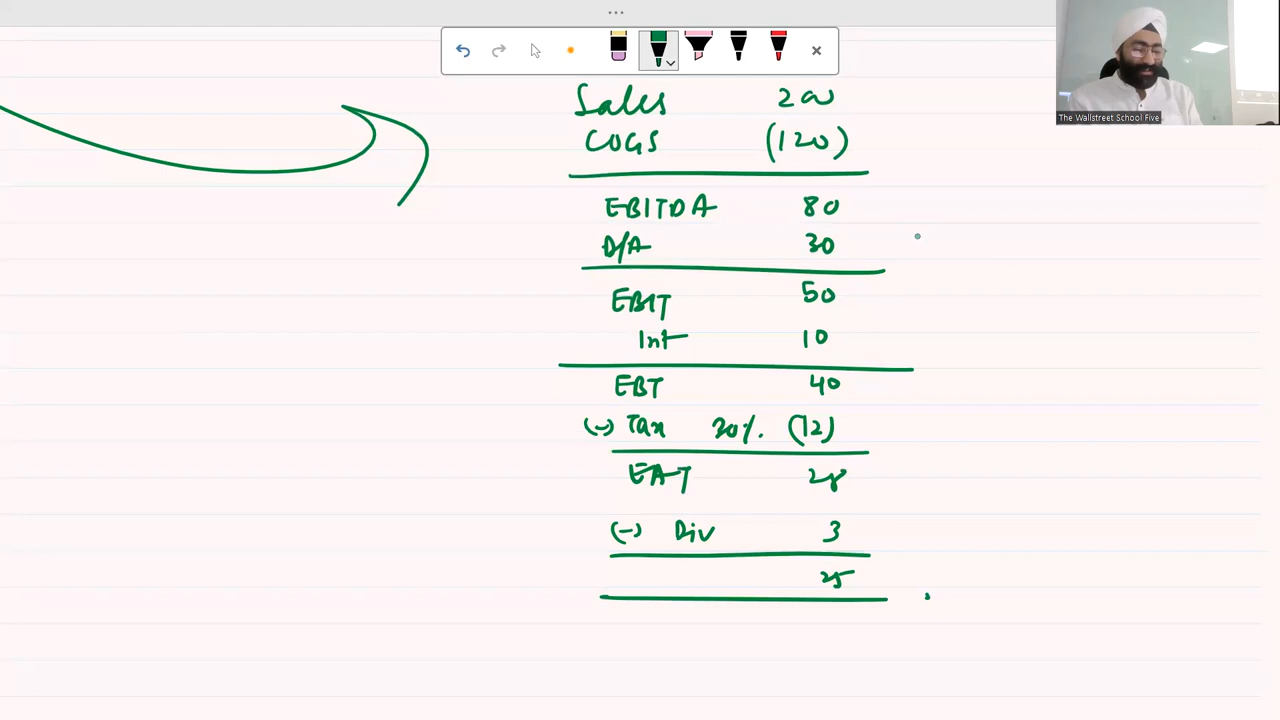 Sales 200
COGS (120)
EBITDA 80
D/A 30
EBIT 50
Int 10
EBT 40
(-) Tax 30% (12)
EAT 28
(-) Div 3
25
The Wallstreet School Five